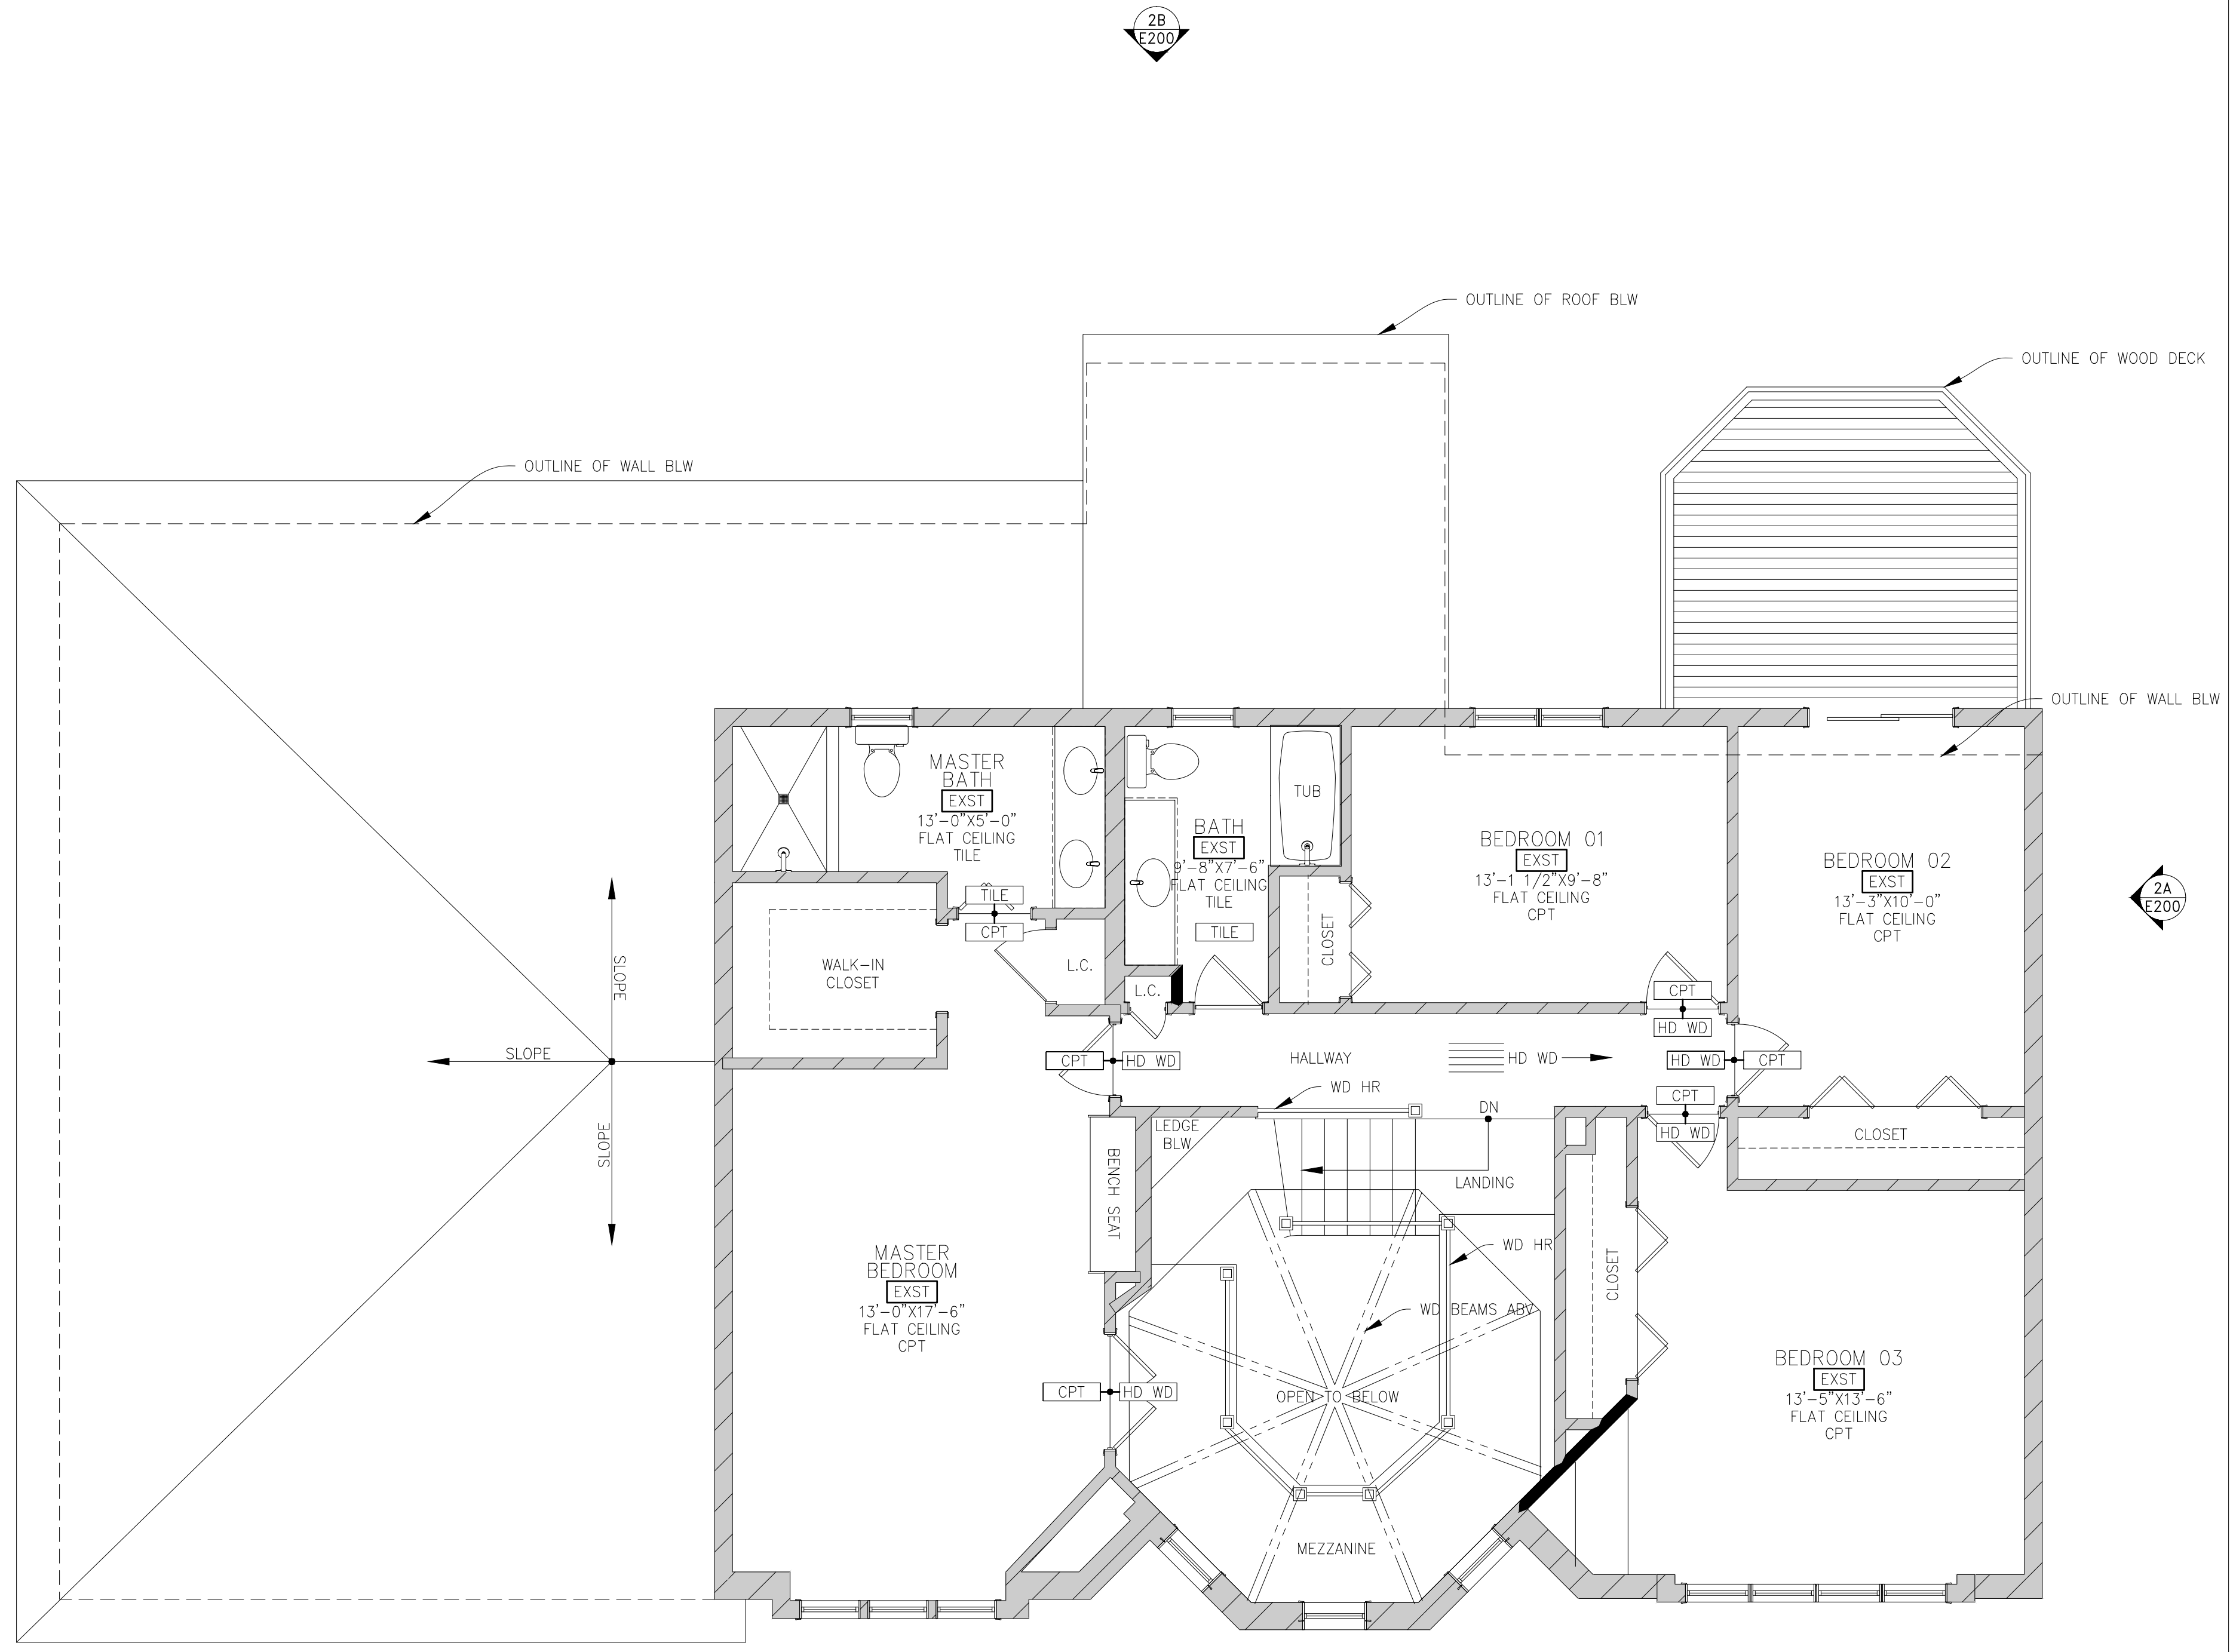 2B
E200
OUTLINE OF ROOF BLW
OUTLINE OF WOOD DECK
OUTLINE OF WALL BLW
OUTLINE OF WALL BLW
MASTER
BATH
EXST
13'-0"X5'-0"
FLAT CEILING
TILE
TUB
BATH
EXST
9'-8"X7'-6"
FLAT CEILING
TILE
TILE
BEDROOM 01
EXST
13'-1 1/2"X9'-8"
FLAT CEILING
CPT
BEDROOM 02
EXST
13'-3"X10'-0"
FLAT CEILING
CPT
2A
E200
TILE
CPT
CLOSET
WALK-IN
CLOSET
L.C.
L.C.
SLOPE
SLOPE
SLOPE
CPT
HD WD
CPT
HD WD
HALLWAY
HD WD
HD WD
CPT
WD HR
DN
CPT
HD WD
LEDGE
BLW
CLOSET
BENCH SEAT
LANDING
WD HR
CLOSET
MASTER
BEDROOM
EXST
13'-0"X17'-6"
FLAT CEILING
CPT
WD BEAMS ABV
CPT
HD WD
OPEN TO BELOW
BEDROOM 03
EXST
13'-5"X13'-6"
FLAT CEILING
CPT
MEZZANINE